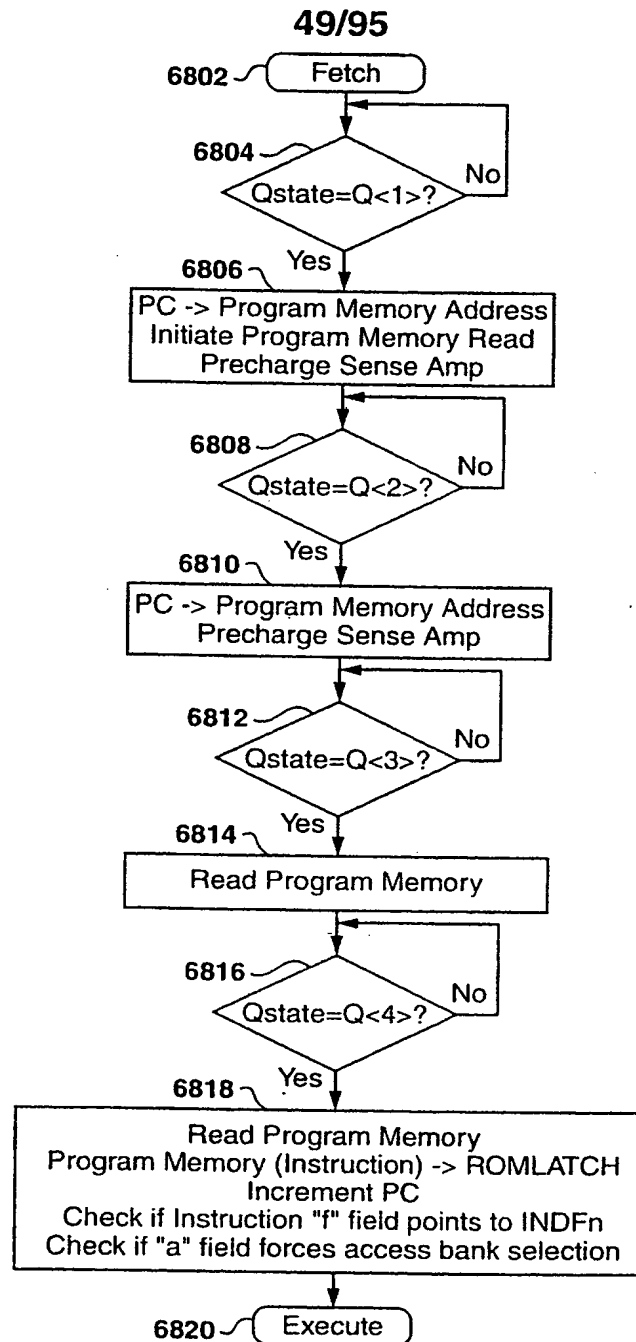 49/95
6802
Fetch
6804
Qstate=Q<1>?
No
Yes
6806
PC -> Program Memory Address
Initiate Program Memory Read
Precharge Sense Amp
6808
Qstate=Q<2>?
No
Yes
6810
PC -> Program Memory Address
Precharge Sense Amp
6812
Qstate=Q<3>?
No
Yes
6814
Read Program Memory
6816
Qstate=Q<4>?
No
Yes
6818
Read Program Memory
Program Memory (Instruction) -> ROMLATCH
Increment PC
Check if Instruction "f" field points to INDFn
Check if "a" field forces access bank selection
6820
Execute